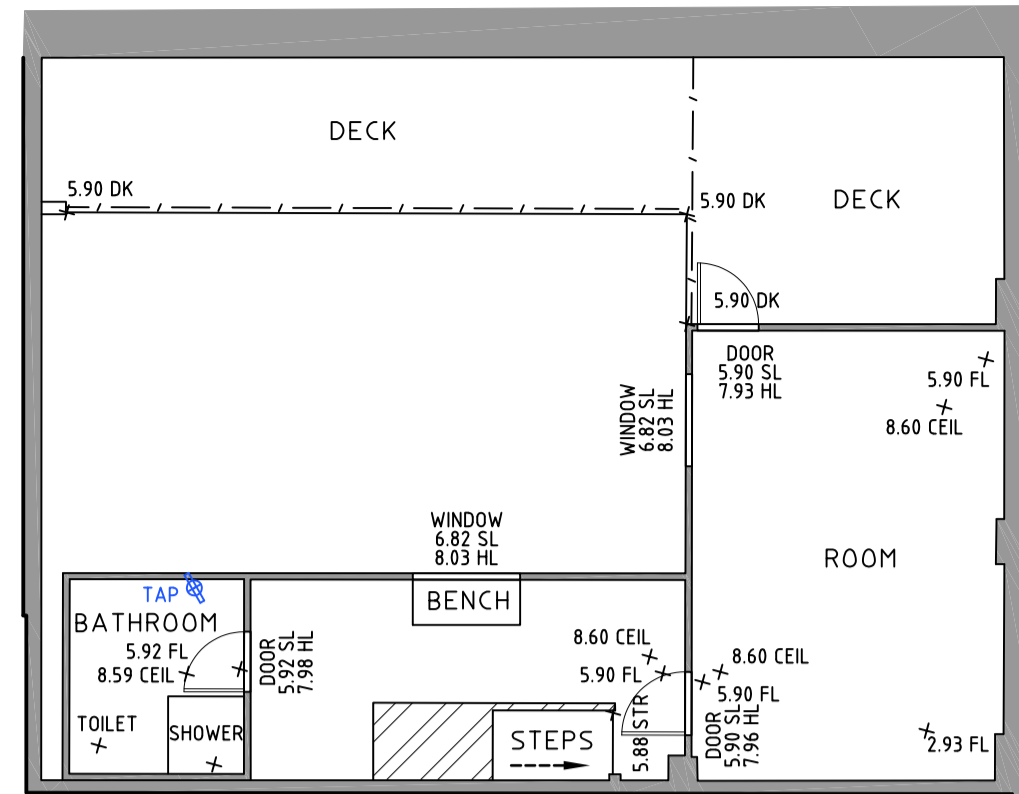 DECK
5.90 DK
5.90 DK
DECK
5.90 DK
DOOR
5.90 SL
7.93 HL
5.90 FL
8.60 CEIL
WINDOW
6.82 SL
8.03 HL
WINDOW
6.82 SL
8.03 HL
ROOM
TAP
BATHROOM
5.92 FL
8.59 CEIL
DOOR
5.92 SL
7.98 HL
BENCH
8.60 CEIL
5.90 FL
8.60 CEIL
5.90 FL
TOILET
SHOWER
STEPS
5.88 STR
DOOR
5.90 SL
7.96 HL
2.93 FL